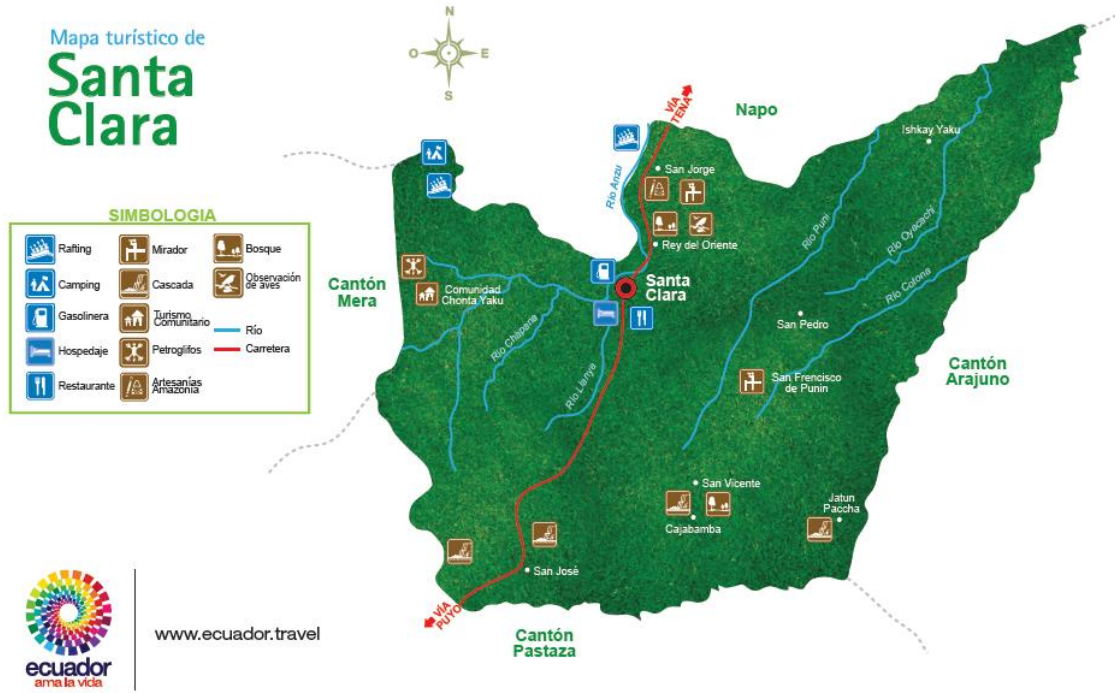 Mapa turístico de
Santa
Clara
N
O
E
S
VÍA
TENA
Napo
Ishkay Yaku
San Jorge
Río Anzu
Rey del Oriente
Río Puni
Río Oyacachi
Río Colona
SIMBOLOGIA
Rafting
Mirador
Bosque
Camping
Cascada
Observación
de aves
Gasolinera
Turismo
Comunitario
Río
Hospedaje
Petroglifos
Carretera
Restaurante
Artesanías
Amazonía
Cantón
Mera
Comunidad
Chonta Yaku
Santa
Clara
Río Chapana
Río Llanya
San Pedro
Cantón
Arajuno
San Frencisco
de Punin
San Vicente
Cajabamba
Jatun
Paccha
San José
VÍA
PUYO
Cantón
Pastaza
ecuador
ama la vida
www.ecuador.travel